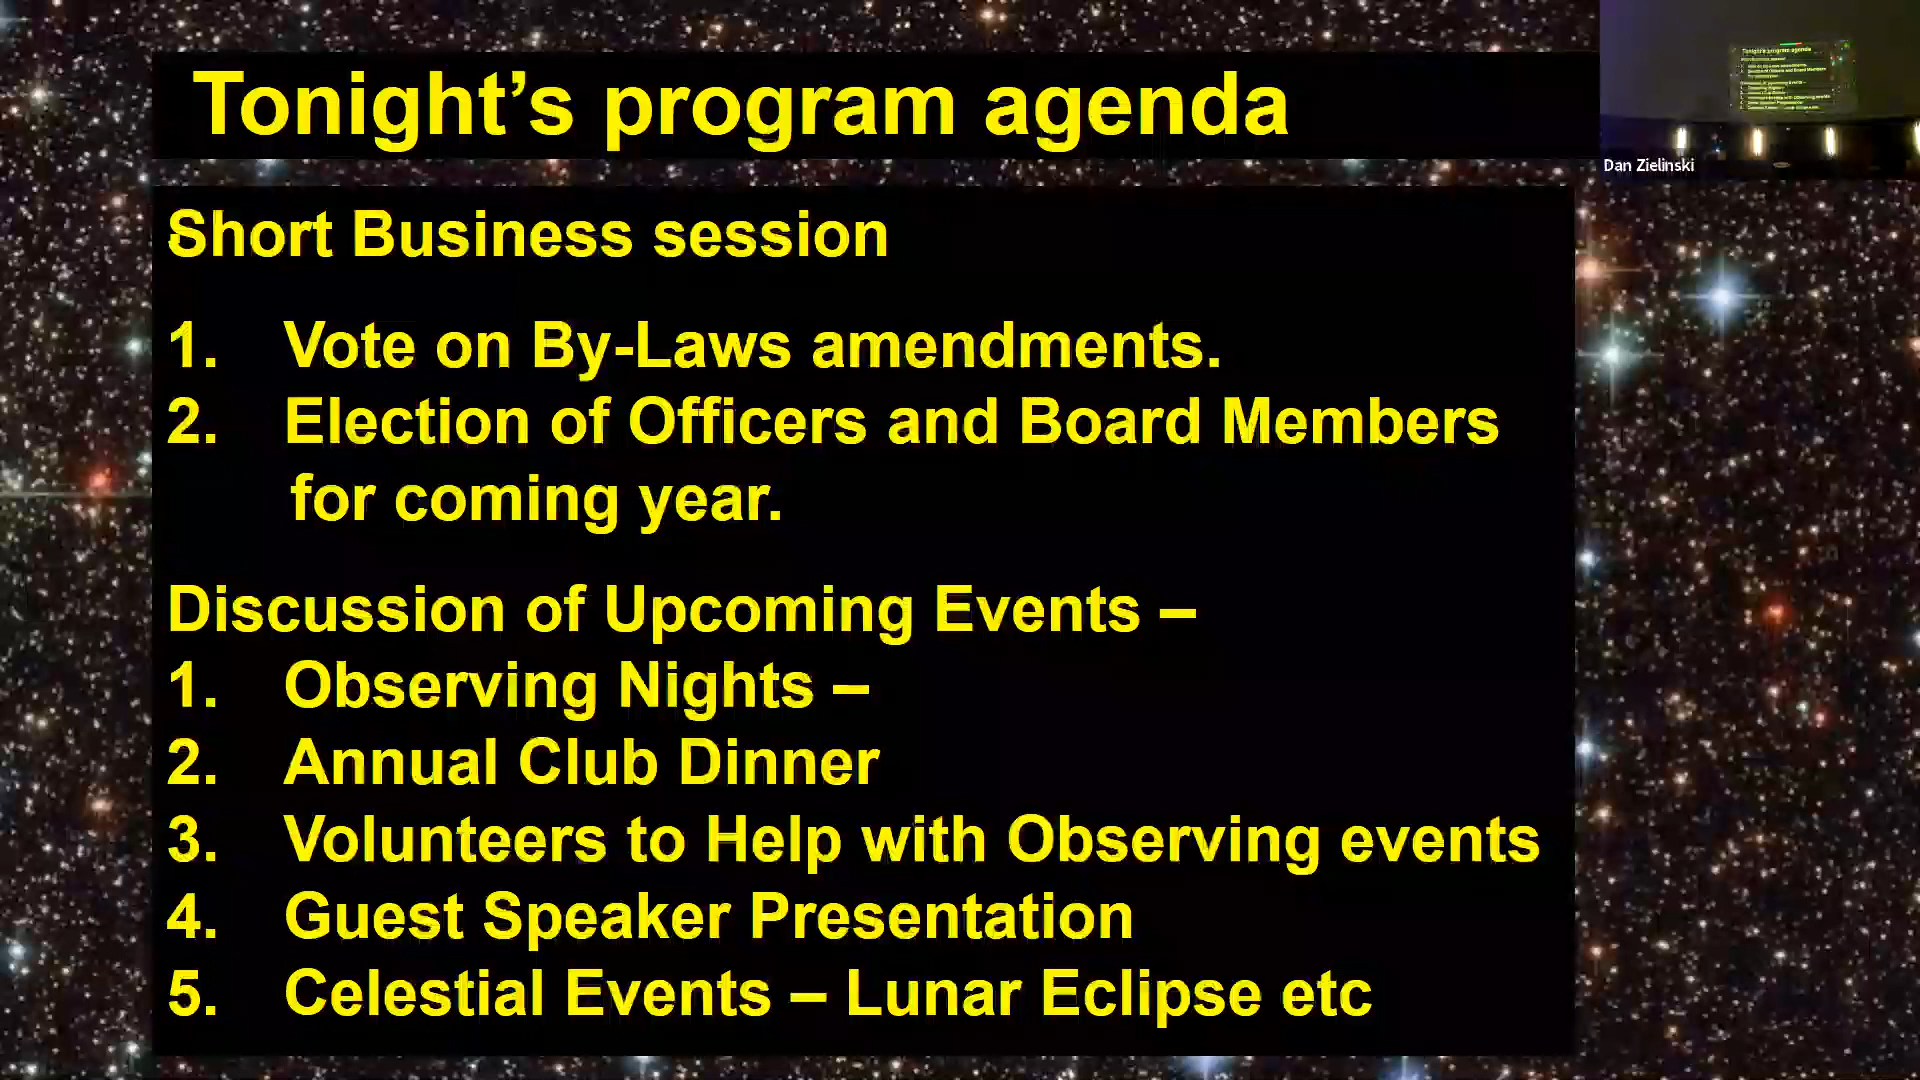 Tonight’s program agenda
Dan Zielinski
Short Business session
1. Vote on By-Laws amendments.
2. Election of Officers and Board Members
for coming year.
Discussion of Upcoming Events –
1. Observing Nights –
2. Annual Club Dinner
3. Volunteers to Help with Observing events
4. Guest Speaker Presentation
5. Celestial Events – Lunar Eclipse etc